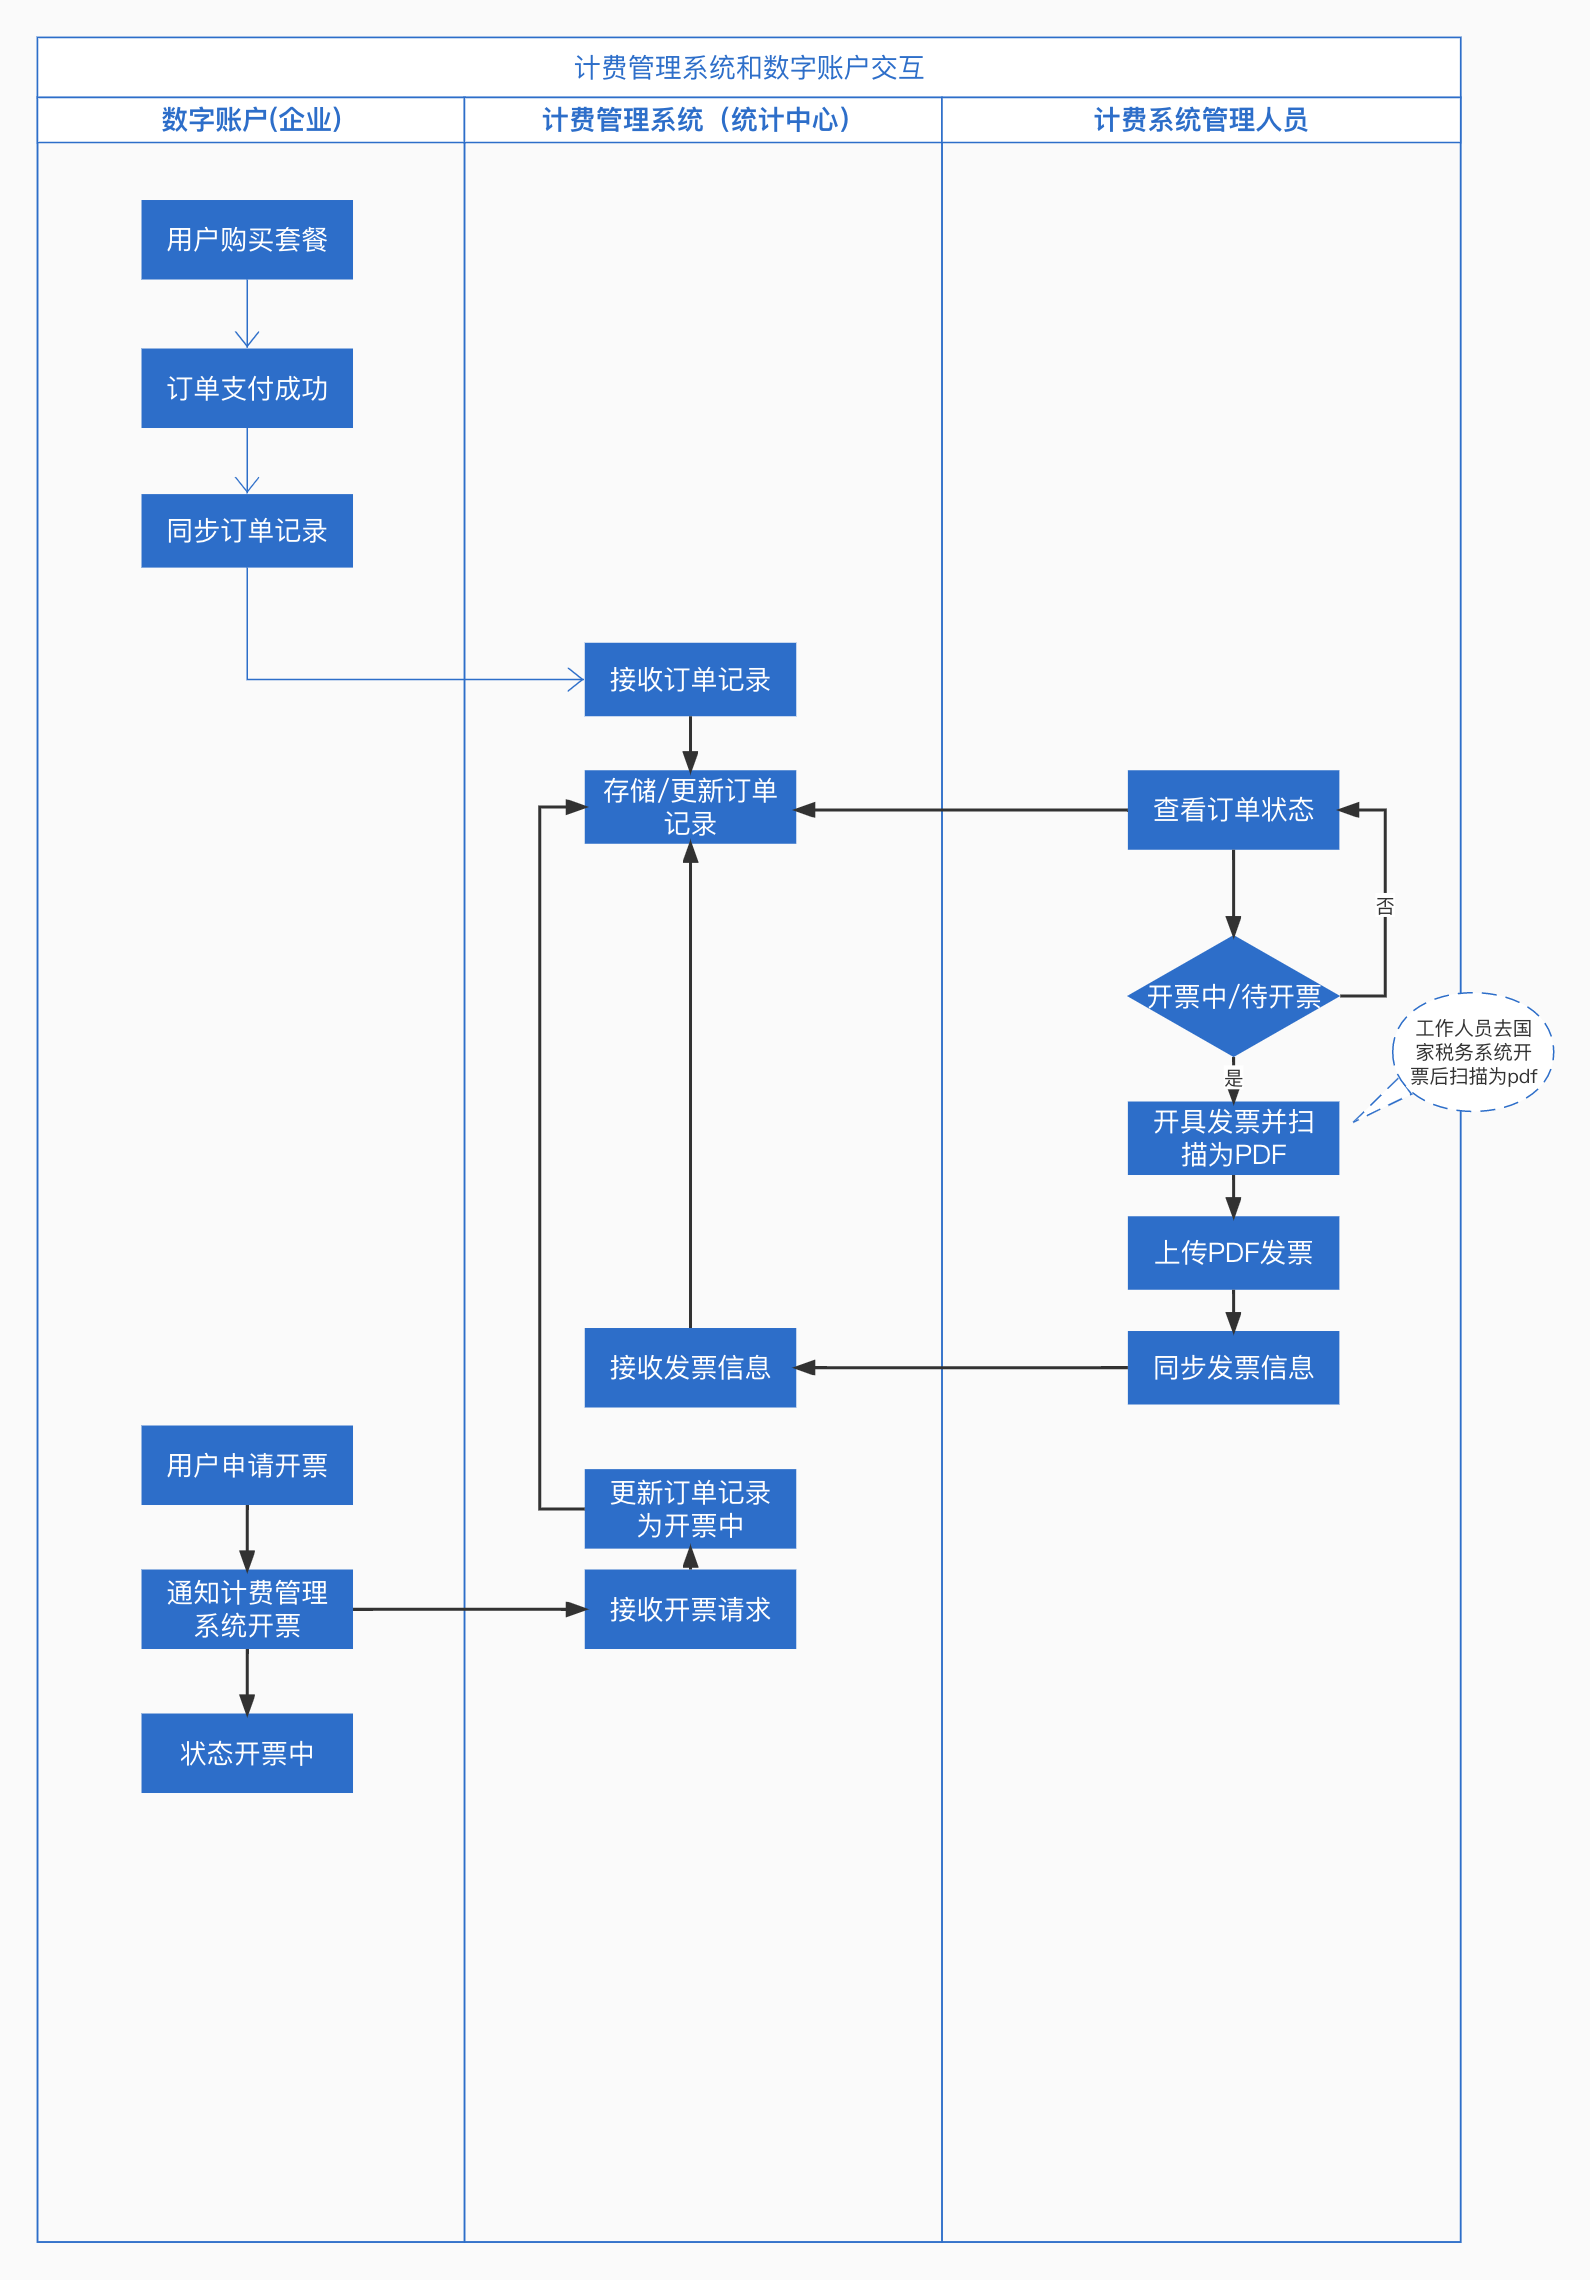 计费管理系统和数字账户交互
数字账户(企业)
计费管理系统（统计中心）
计费系统管理人员
用户购买套餐
订单支付成功
同步订单记录
接收订单记录
存储/更新订单
记录
查看订单状态
否
开票中/待开票
工作人员去国
家税务系统开
票后扫描为pdf
是
开具发票并扫
描为PDF
上传PDF发票
接收发票信息
同步发票信息
用户申请开票
更新订单记录
为开票中
通知计费管理
系统开票
接收开票请求
状态开票中